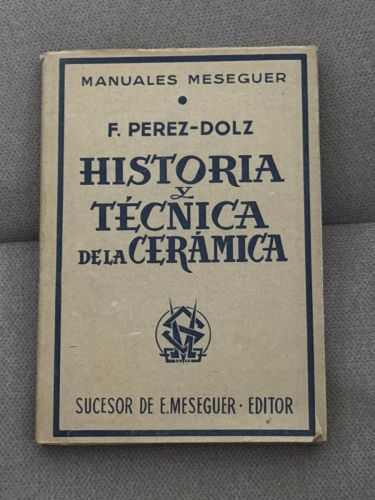 MANUALES MESEGUER
F. PEREZ-DOLZ
HISTORIA
y
TÉCNICA
DE LA CERÁMICA
SUCESOR DE E. MESEGUER · EDITOR